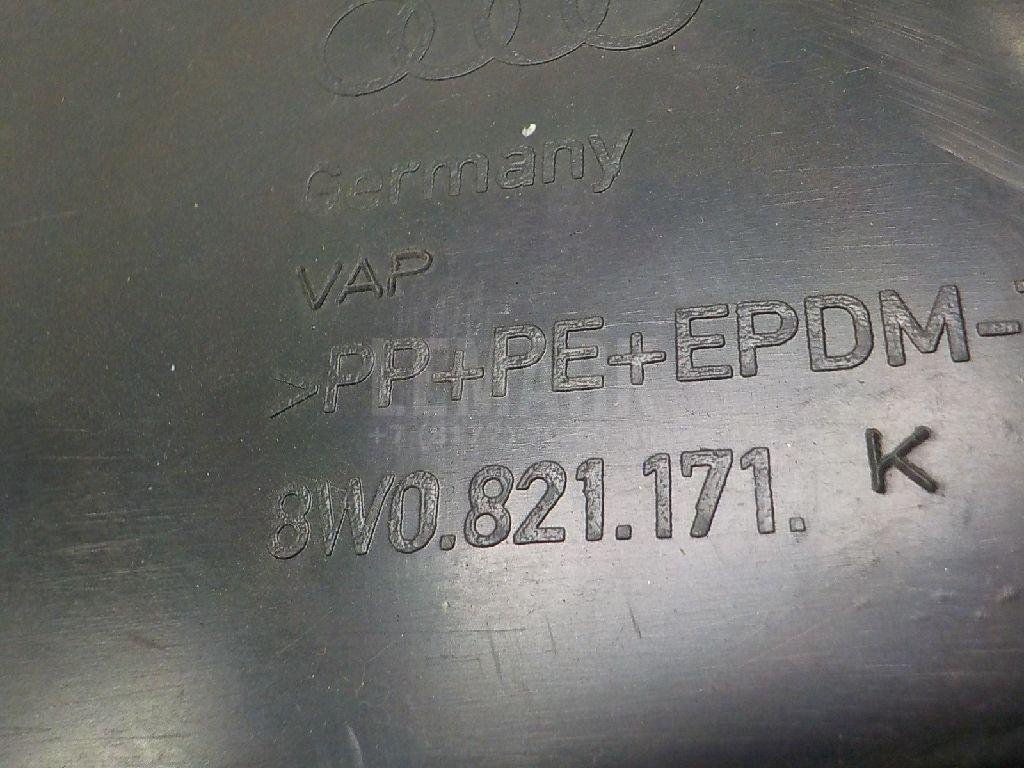 Germany
VAP
>PP+PE+EPDM-
8W0.821.171. K